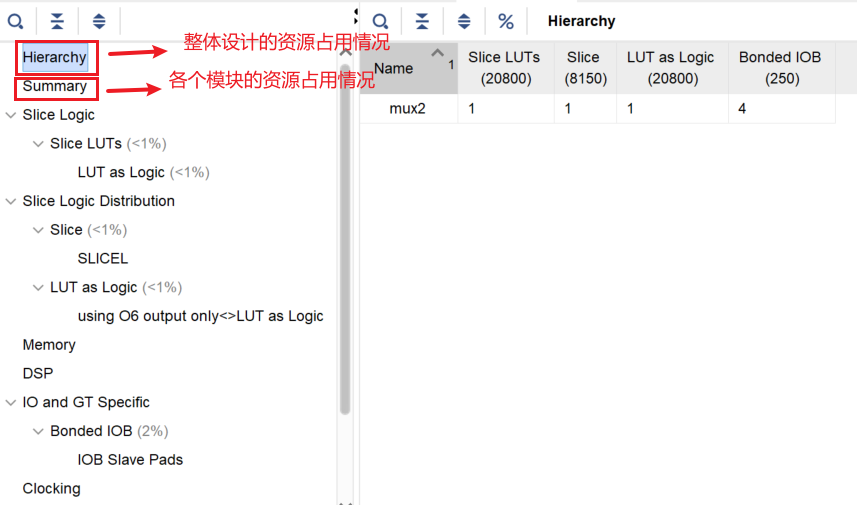 Hierarchy
整体设计的资源占用情况
Summary
各个模块的资源占用情况
Slice Logic
Slice LUTs (<1%)
LUT as Logic (<1%)
Slice Logic Distribution
Slice (<1%)
SLICEL
LUT as Logic (<1%)
using O6 output only<>LUT as Logic
Memory
DSP
IO and GT Specific
Bonded IOB (2%)
IOB Slave Pads
Clocking
% Hierarchy
Name 1 Slice LUTs (20800) Slice (8150) LUT as Logic (20800) Bonded IOB (250)
mux2 1 1 1 4